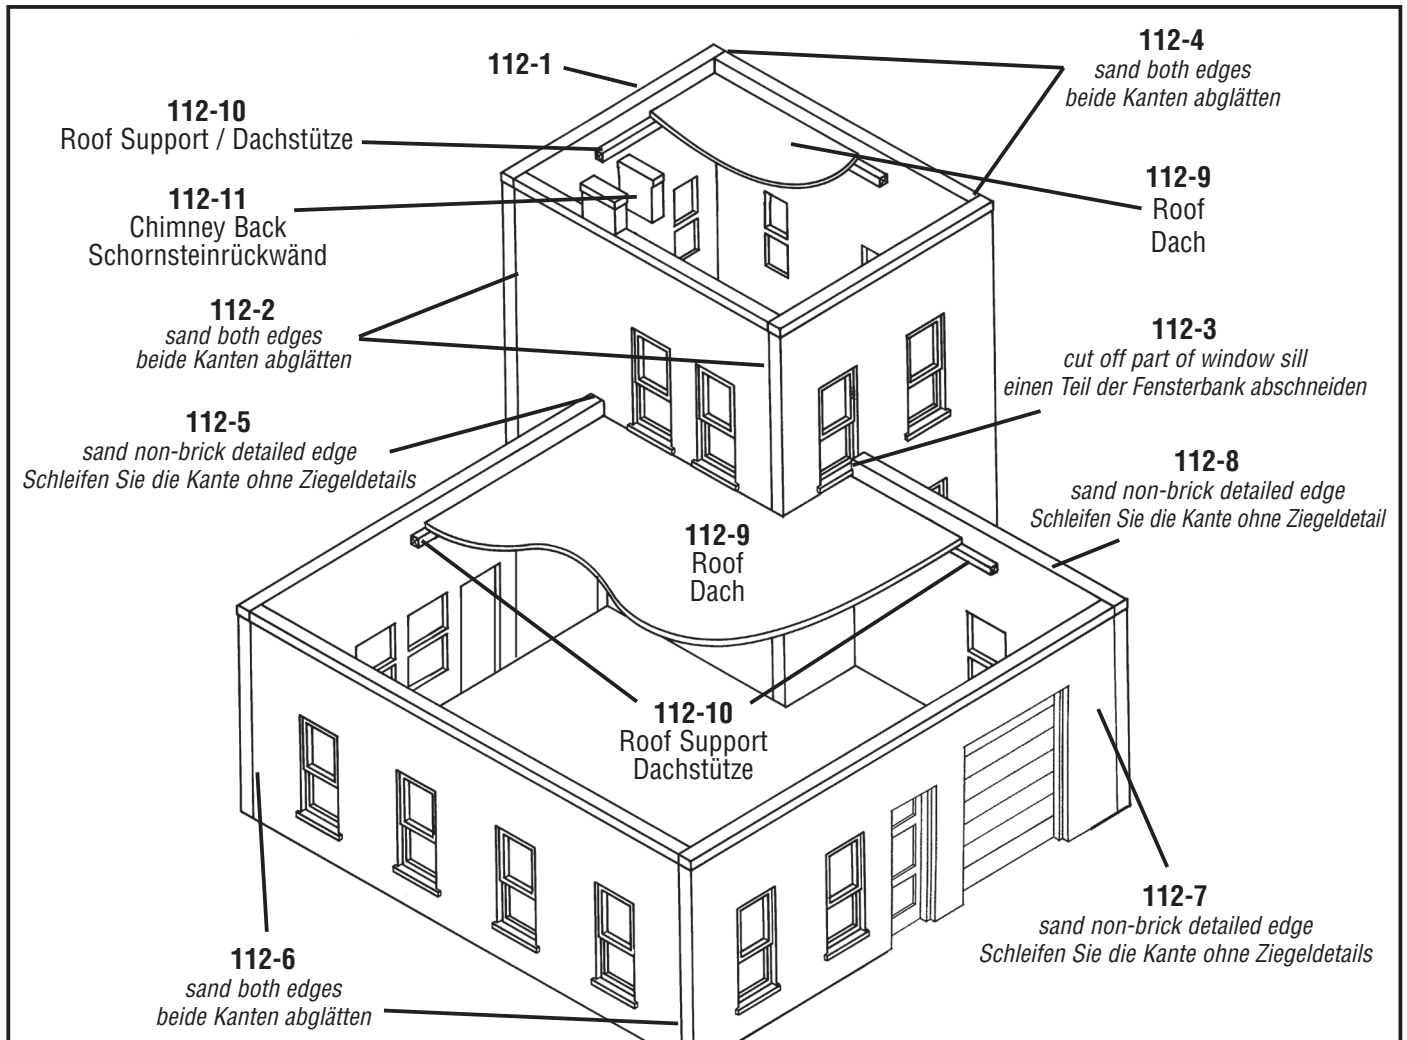 112-1
112-4
sand both edges
beide Kanten abglätten
112-10
Roof Support / Dachstütze
112-11
Chimney Back
Schornsteinrückwänd
112-9
Roof
Dach
112-2
sand both edges
beide Kanten abglätten
112-3
cut off part of window sill
einen Teil der Fensterbank abschneiden
112-5
sand non-brick detailed edge
Schleifen Sie die Kante ohne Ziegeldetails
112-8
sand non-brick detailed edge
Schleifen Sie die Kante ohne Ziegeldetail
112-9
Roof
Dach
112-10
Roof Support
Dachstütze
112-7
sand non-brick detailed edge
Schleifen Sie die Kante ohne Ziegeldetails
112-6
sand both edges
beide Kanten abglätten